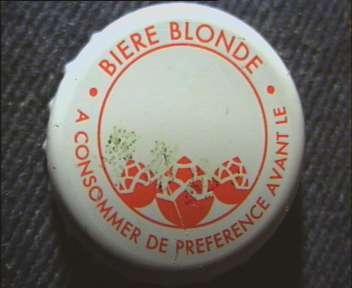 BIERE BLONDE
A CONSOMMER DE PREFERENCE AVANT LE